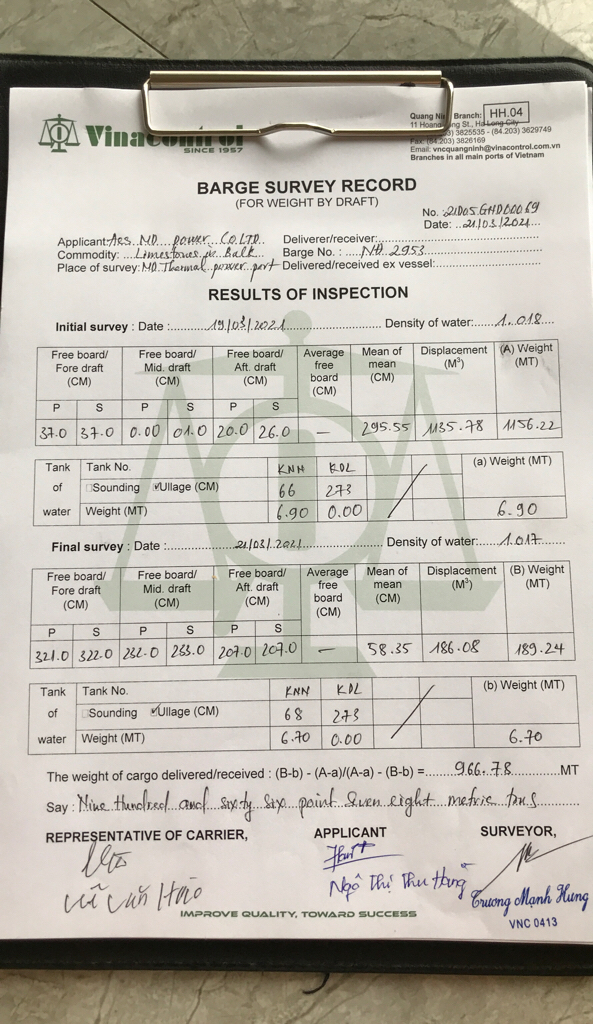 Vinacontrol
SINCE 1957
Quang Ninh Branch: HH.04
11 Hoang Long St., Ha Long City
3825535 - (84.203) 3629749
Fax: (84.203) 3826169
Email: vncquangninh@vinacontrol.com.vn
Branches in all main ports of Vietnam
BARGE SURVEY RECORD
(FOR WEIGHT BY DRAFT)
No. 21D05GHD00069
Date: 21/03/2021
Applicant: Aes MD power CO.LTD Deliverer/receiver:
Commodity: Limestones in Bulk Barge No. : NĐ 2953
Place of survey: MD Thermal power port Delivered/received ex vessel:
RESULTS OF INSPECTION
Initial survey : Date : 19/03/2021 Density of water: 1.018
Free board/ Fore draft (CM) Free board/ Mid. draft (CM) Free board/ Aft. draft (CM) Average free board (CM) Mean of mean (CM) Displacement (M³) (A) Weight (MT)
P S P S P S
37.0 37.0 0.00 01.0 20.0 26.0 — 295.55 1135.78 1156.22
Tank of water Tank No. KNN KDL (a) Weight (MT)
Sounding Ullage (CM) 66 273
Weight (MT) 6.90 0.00 6.90
Final survey : Date : 21/03/2021 Density of water: 1.017
Free board/ Fore draft (CM) Free board/ Mid. draft (CM) Free board/ Aft. draft (CM) Average free board (CM) Mean of mean (CM) Displacement (M³) (B) Weight (MT)
P S P S P S
321.0 322.0 252.0 253.0 207.0 207.0 — 58.35 186.08 189.24
Tank of water Tank No. KNN KDL (b) Weight (MT)
Sounding Ullage (CM) 68 273
Weight (MT) 6.70 0.00 6.70
The weight of cargo delivered/received : (B-b) - (A-a)/(A-a) - (B-b) = 966.78 MT
Say : Nine Hundred and sixty six point seven eight metric tons
REPRESENTATIVE OF CARRIER, APPLICANT SURVEYOR,
Vũ Văn Hào Ngô Thị Thu Hằng Trương Mạnh Hùng
VNC 0413
IMPROVE QUALITY, TOWARD SUCCESS